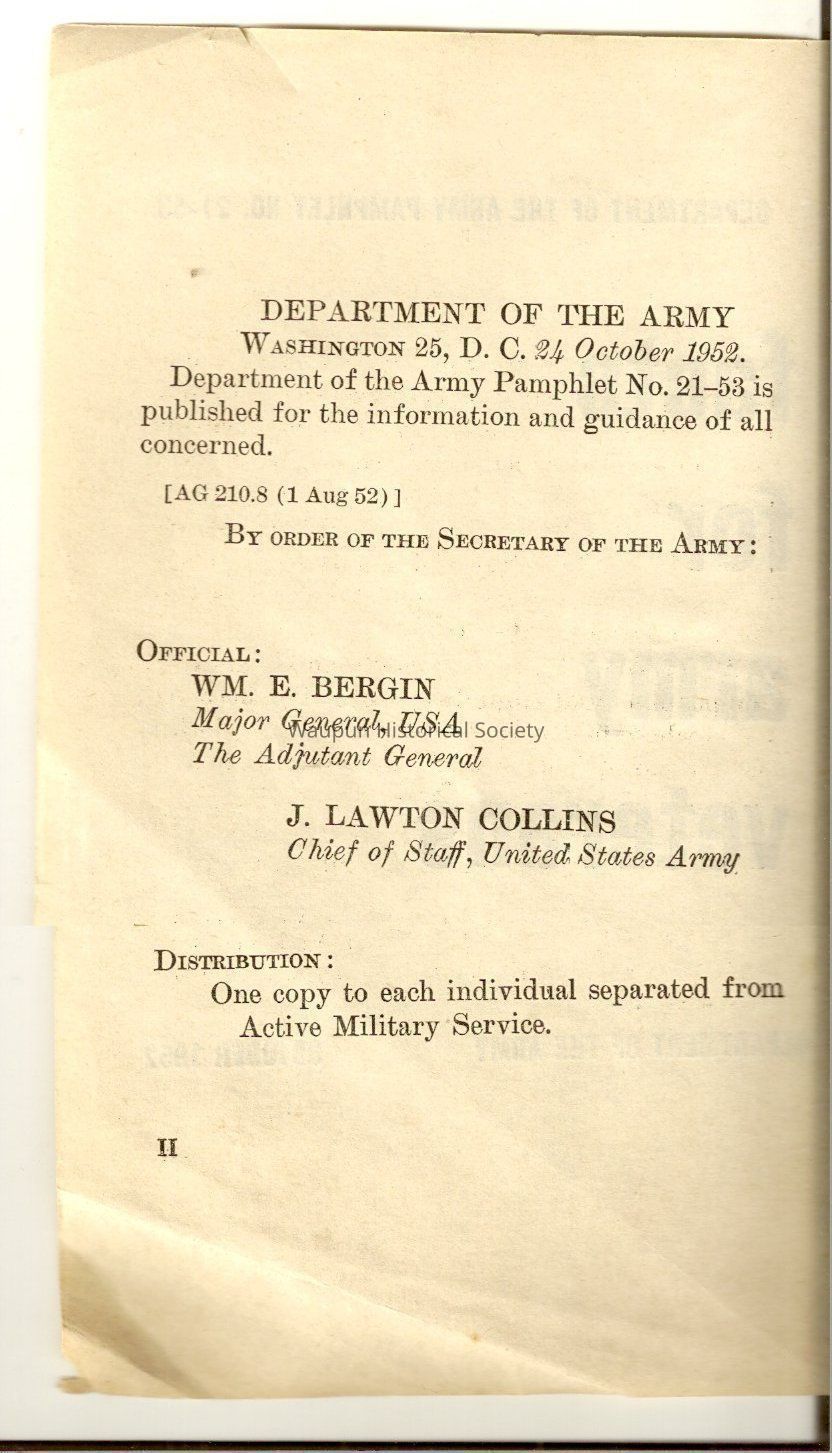 DEPARTMENT OF THE ARMY
WASHINGTON 25, D. C. 24 October 1952.
Department of the Army Pamphlet No. 21–53 is
published for the information and guidance of all
concerned.
[AG 210.8 (1 Aug 52) ]
BY ORDER OF THE SECRETARY OF THE ARMY:
OFFICIAL:
WM. E. BERGIN
Major General, USA
Waupun Historical Society
The Adjutant General
J. LAWTON COLLINS
Chief of Staff, United States Army
DISTRIBUTION:
One copy to each individual separated from
Active Military Service.
II